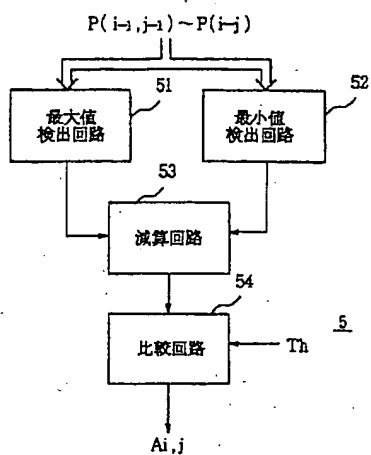 P(i-1,j-1)~P(i-j)
51
最大値
検出回路
52
最小値
検出回路
53
減算回路
54
比較回路
Th
5
Ai,j